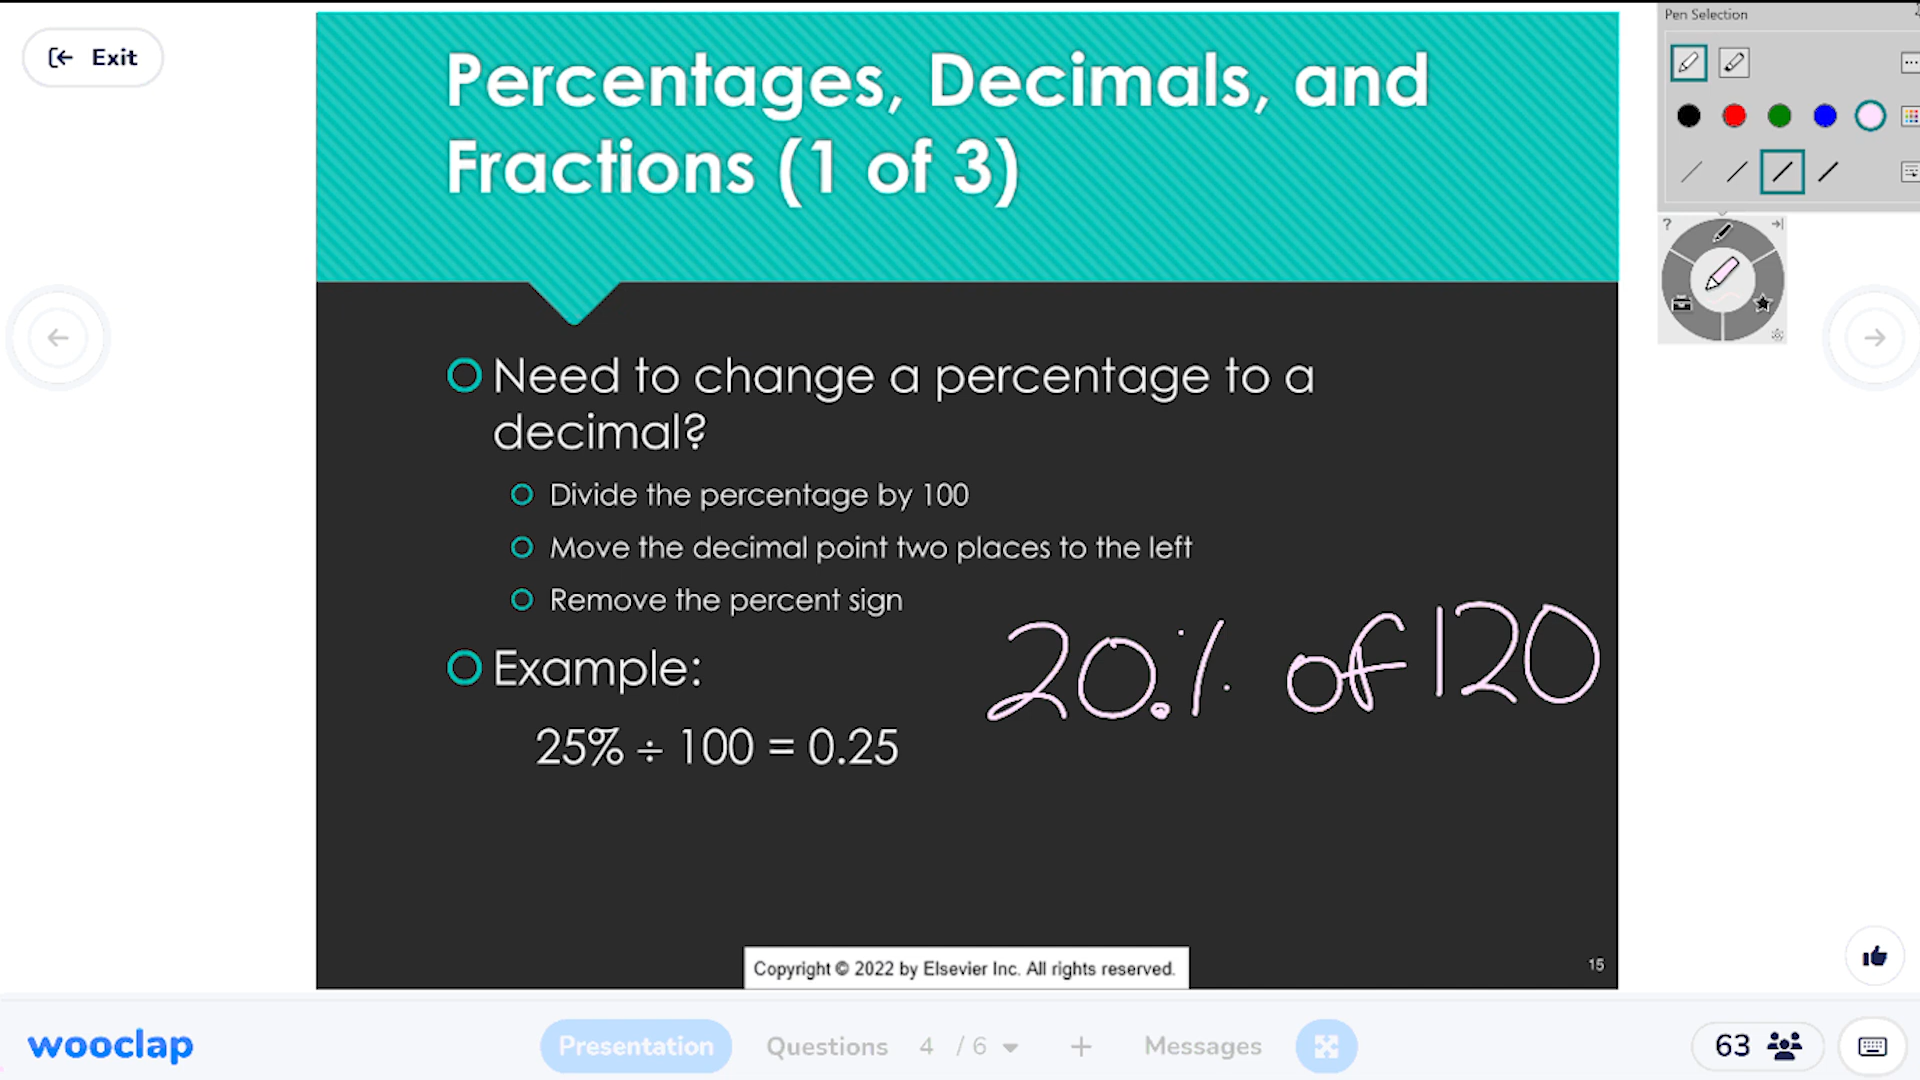 Pen Selection
Exit
Percentages, Decimals, and
Fractions (1 of 3)
?
Need to change a percentage to a
decimal?
Divide the percentage by 100
Move the decimal point two places to the left
Remove the percent sign
Example:
20.% of 120
25% ÷ 100 = 0.25
Copyright © 2022 by Elsevier Inc. All rights reserved.
15
wooclap
Presentation
Questions 4 / 6
+
Messages
63